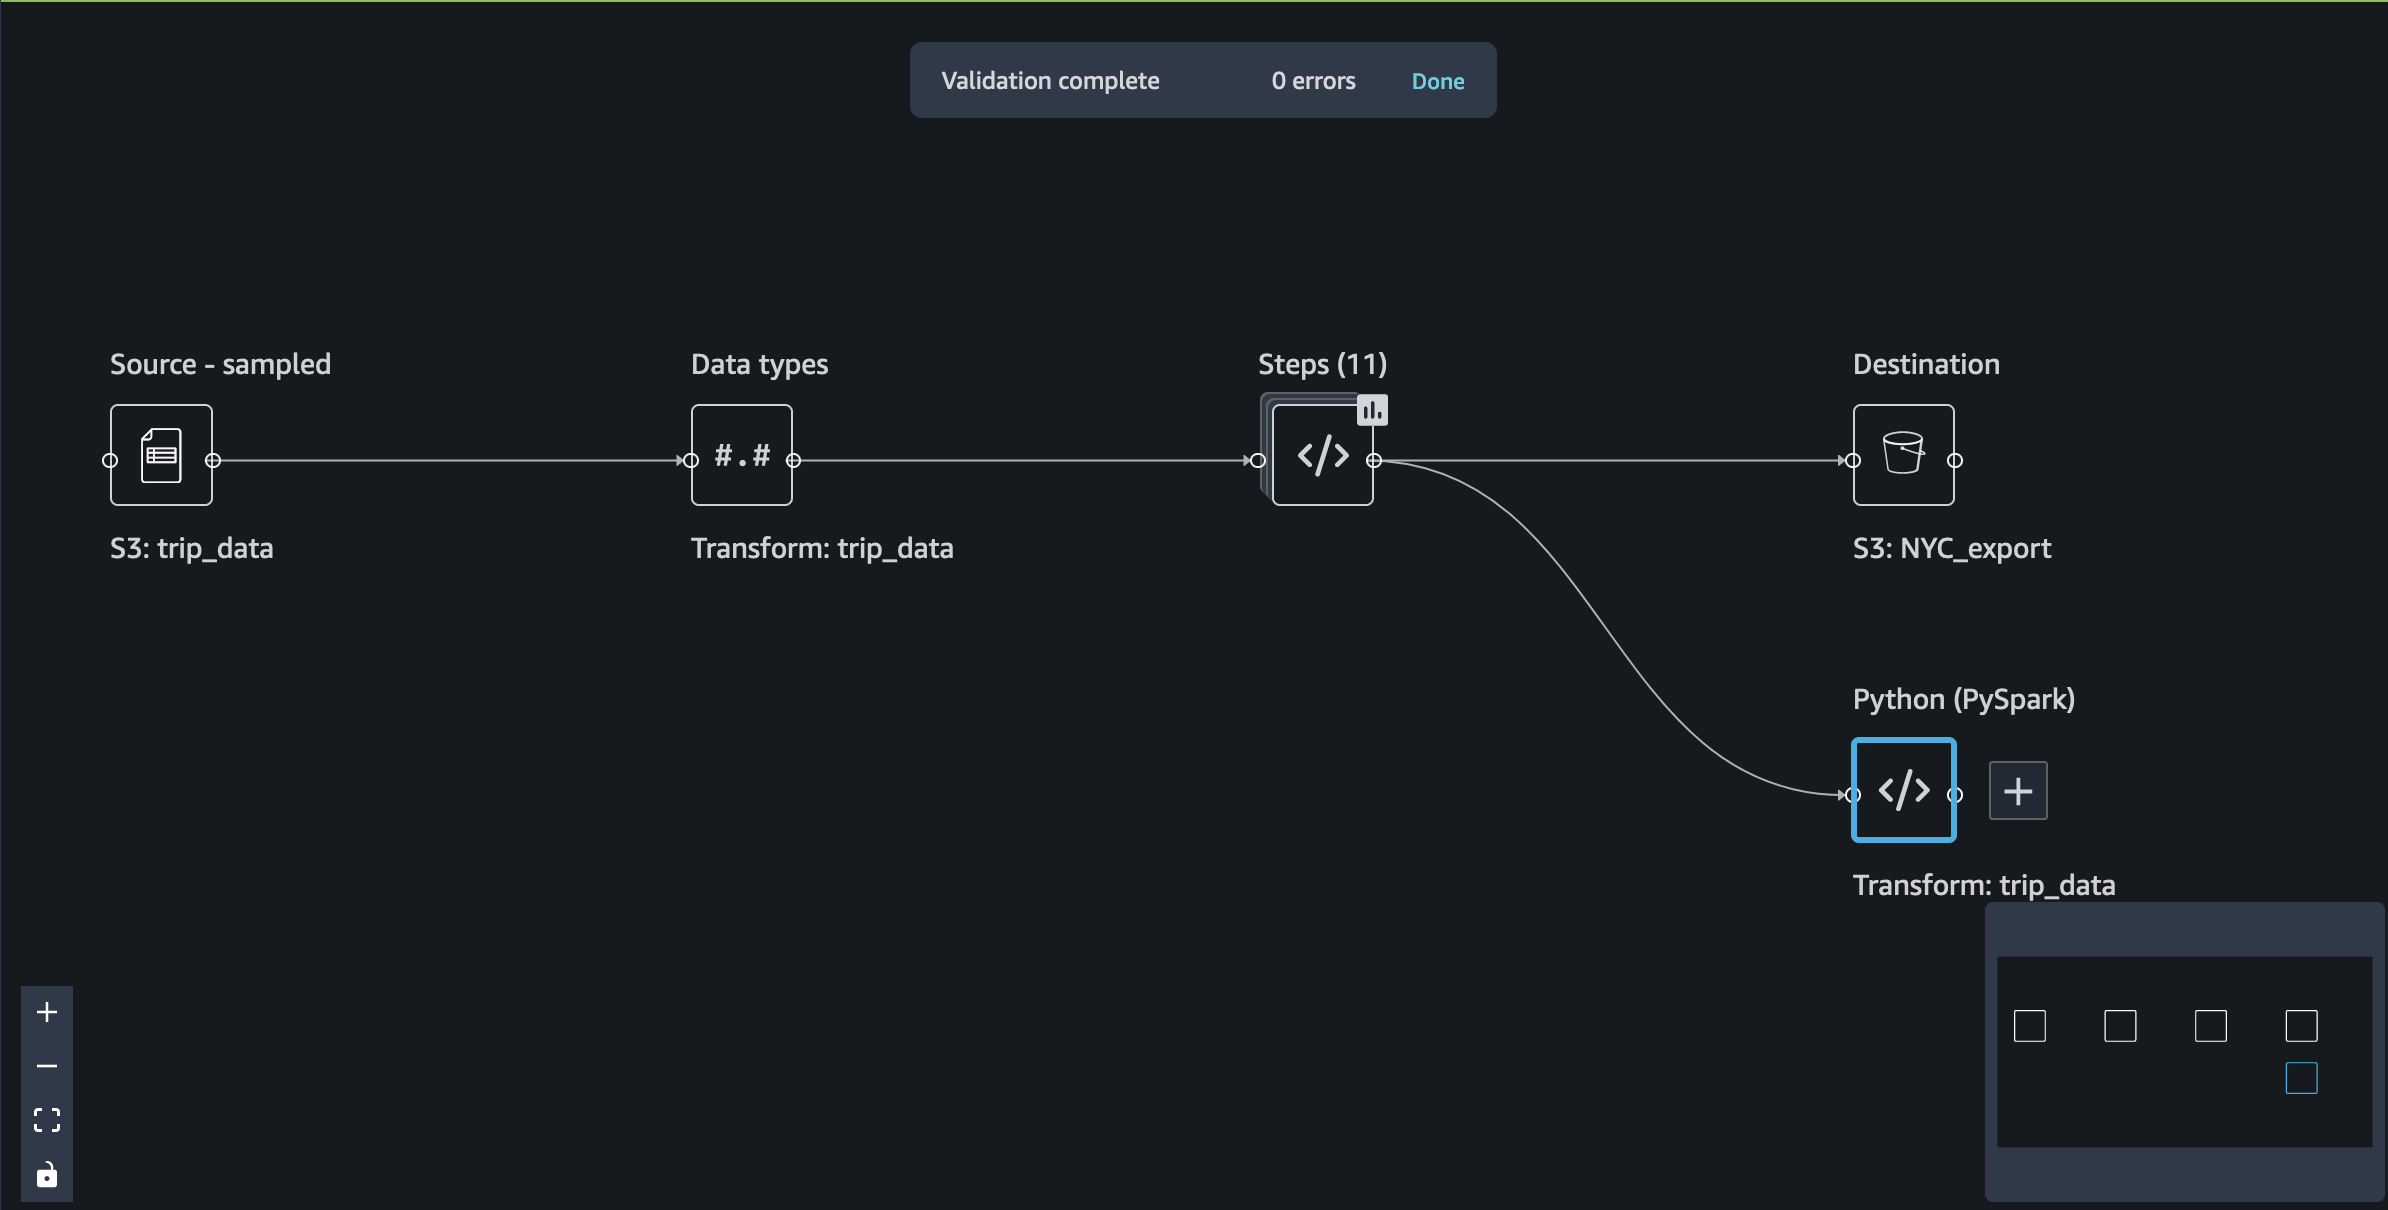 Validation complete 0 errors Done
Source - sampled
Data types
Steps (11)
Destination
#.#
</>
S3: trip_data
Transform: trip_data
S3: NYC_export
Python (PySpark)
</>
+
Transform: trip_data
+
−